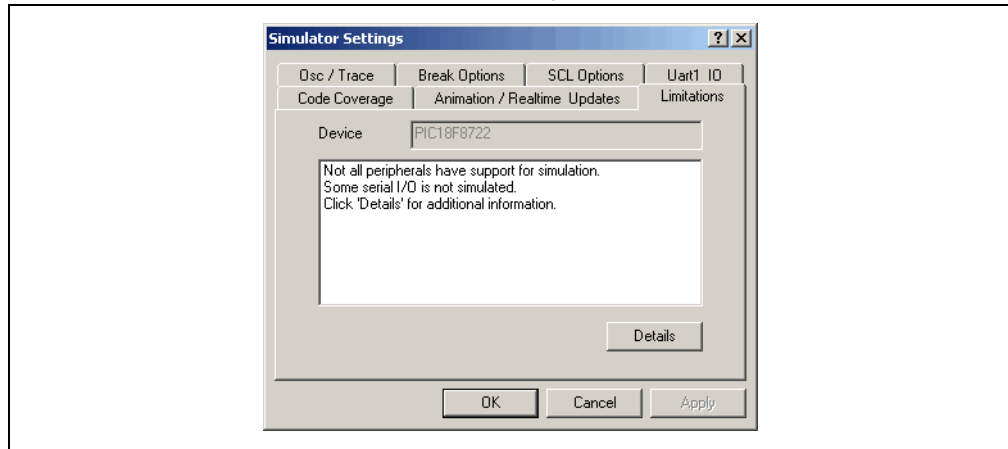 Simulator Settings
Osc / Trace
Break Options
SCL Options
Uart1 IO
Code Coverage
Animation / Realtime Updates
Limitations
Device
PIC18F8722
Not all peripherals have support for simulation.
Some serial I/O is not simulated.
Click 'Details' for additional information.
Details
OK
Cancel
Apply